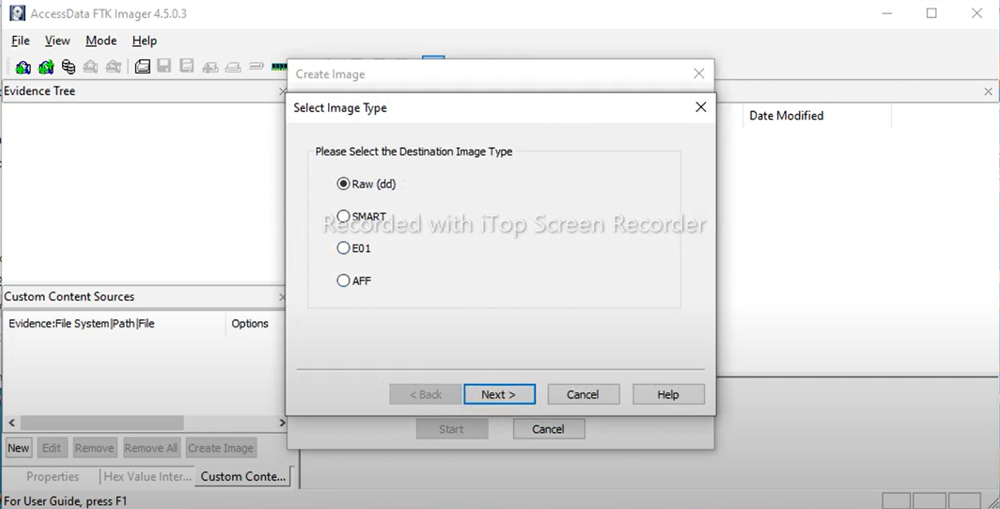 AccessData FTK Imager 4.5.0.3
File View Mode Help
Create Image
Evidence Tree
Select Image Type
Date Modified
Please Select the Destination Image Type
Raw (dd)
SMART
Recorded with iTop Screen Recorder
E01
AFF
Custom Content Sources
Evidence:File System|Path|File Options
< Back Next > Cancel Help
Start Cancel
New Edit Remove Remove All Create Image
Properties Hex Value Inter... Custom Conte...
For User Guide, press F1